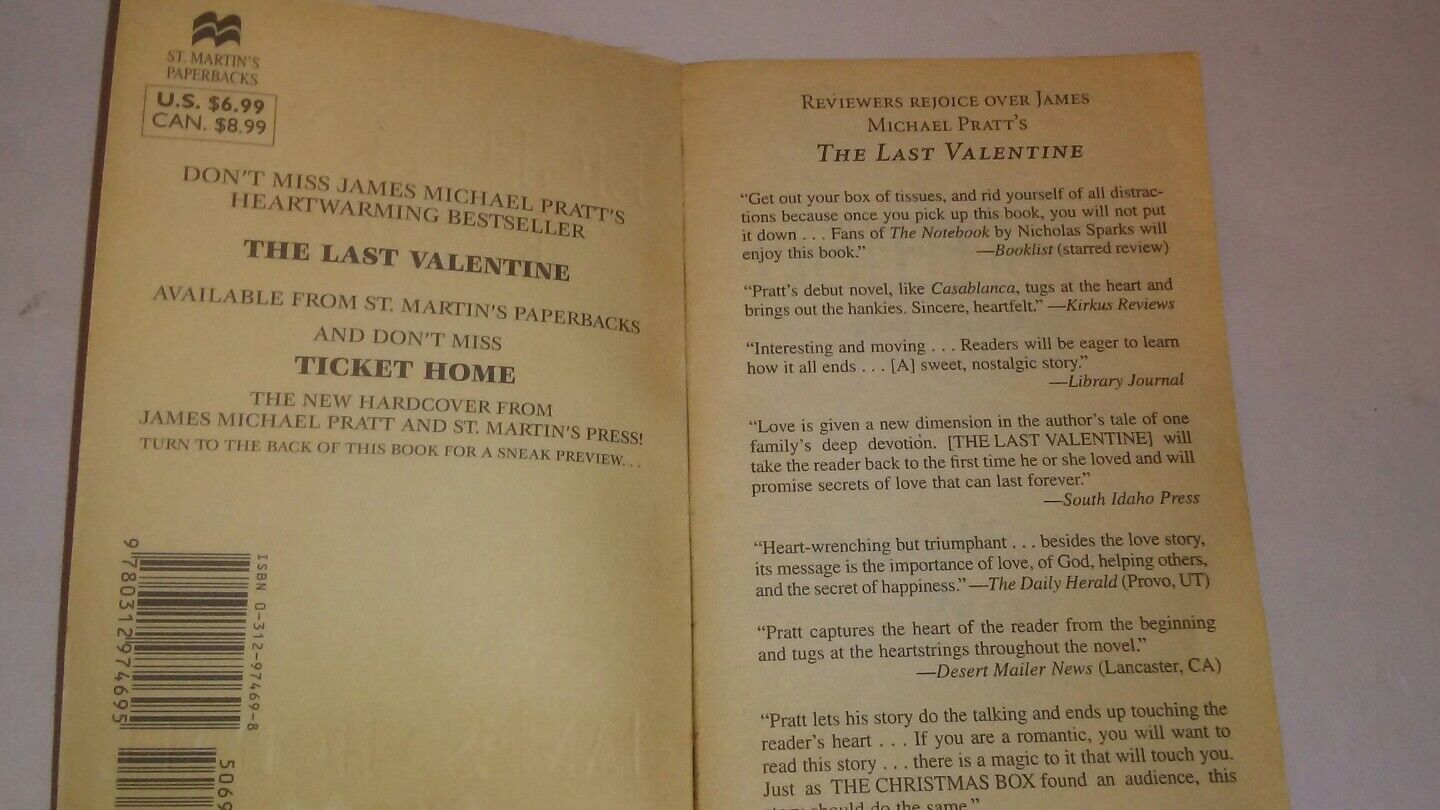 ST. MARTIN'S
PAPERBACKS
U.S. $6.99
CAN. $8.99
DON'T MISS JAMES MICHAEL PRATT'S
HEARTWARMING BESTSELLER
THE LAST VALENTINE
AVAILABLE FROM ST. MARTIN'S PAPERBACKS
AND DON'T MISS
TICKET HOME
THE NEW HARDCOVER FROM
JAMES MICHAEL PRATT AND ST. MARTIN'S PRESS!
TURN TO THE BACK OF THIS BOOK FOR A SNEAK PREVIEW. . .
ISBN 0-312-97469-8
9 780312 974695
5069
REVIEWERS REJOICE OVER JAMES
MICHAEL PRATT'S
THE LAST VALENTINE
“Get out your box of tissues, and rid yourself of all distrac-
tions because once you pick up this book, you will not put
it down . . . Fans of The Notebook by Nicholas Sparks will
enjoy this book.” —Booklist (starred review)
“Pratt's debut novel, like Casablanca, tugs at the heart and
brings out the hankies. Sincere, heartfelt.” —Kirkus Reviews
“Interesting and moving . . . Readers will be eager to learn
how it all ends . . . [A] sweet, nostalgic story.”
—Library Journal
“Love is given a new dimension in the author's tale of one
family's deep devotion. [THE LAST VALENTINE] will
take the reader back to the first time he or she loved and will
promise secrets of love that can last forever.”
—South Idaho Press
“Heart-wrenching but triumphant . . . besides the love story,
its message is the importance of love, of God, helping others,
and the secret of happiness.” —The Daily Herald (Provo, UT)
“Pratt captures the heart of the reader from the beginning
and tugs at the heartstrings throughout the novel.”
—Desert Mailer News (Lancaster, CA)
“Pratt lets his story do the talking and ends up touching the
reader's heart . . . If you are a romantic, you will want to
read this story . . . there is a magic to it that will touch you.
Just as THE CHRISTMAS BOX found an audience, this
story should do the same.”